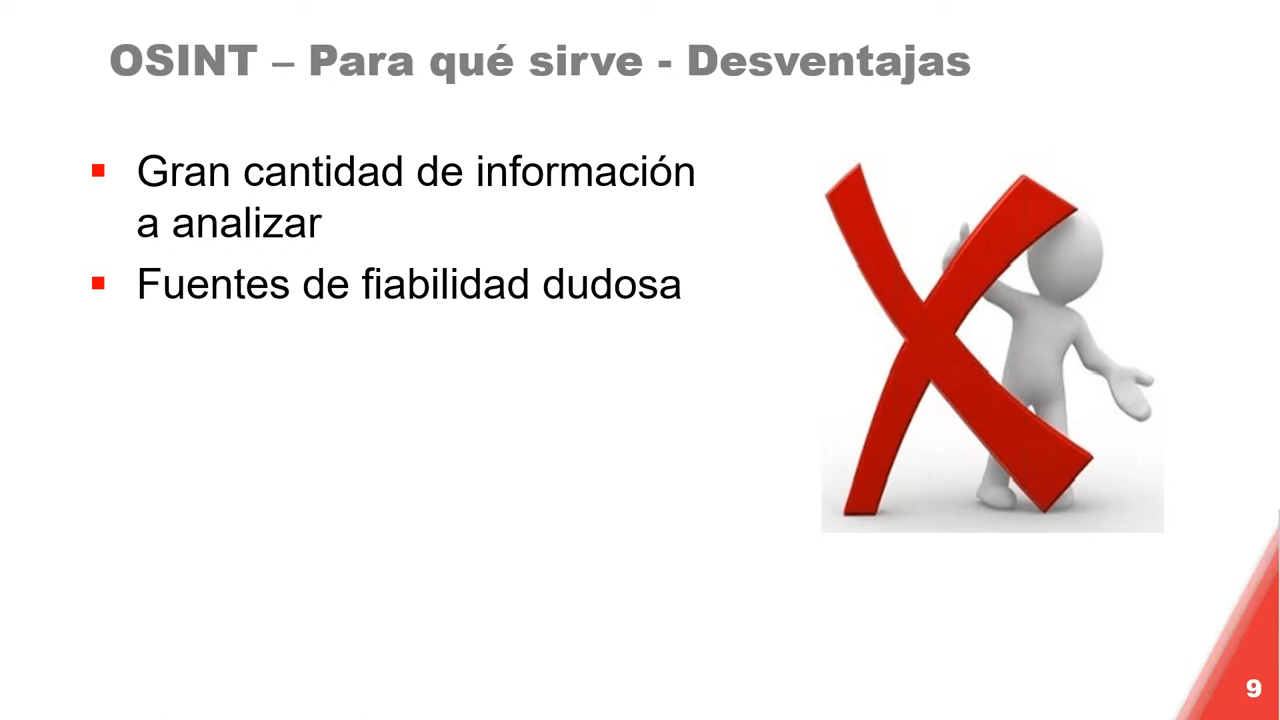 OSINT – Para qué sirve - Desventajas
▪ Gran cantidad de información
a analizar
▪ Fuentes de fiabilidad dudosa
9